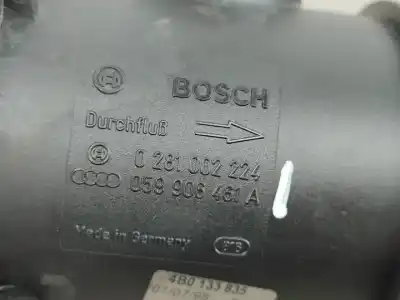 BOSCH
Durchfluß
0 281 002 224
059 906 461 A
Made in Germany
4B0 133 835